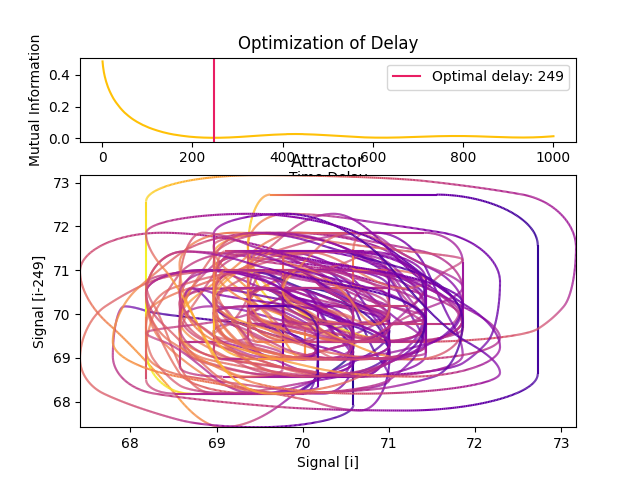 Optimization of Delay
Mutual Information
0.4
0.2
0.0
Optimal delay: 249
0 200 400 600 800 1000
Time Delay
Attractor
Signal [i-249]
73
72
71
70
69
68
68 69 70 71 72 73
Signal [i]